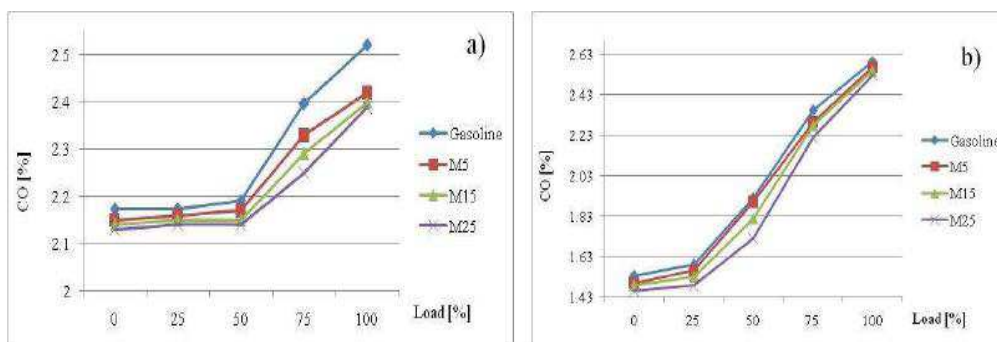 a)
CO [%]
2.5
2.4
2.3
2.2
2.1
2
0 25 50 75 100
Load [%]
Gasoline
M5
M15
M25
b)
CO [%]
2.63
2.43
2.23
2.03
1.83
1.63
1.43
0 25 50 75 100
Load [%]
Gasoline
M5
M15
M25